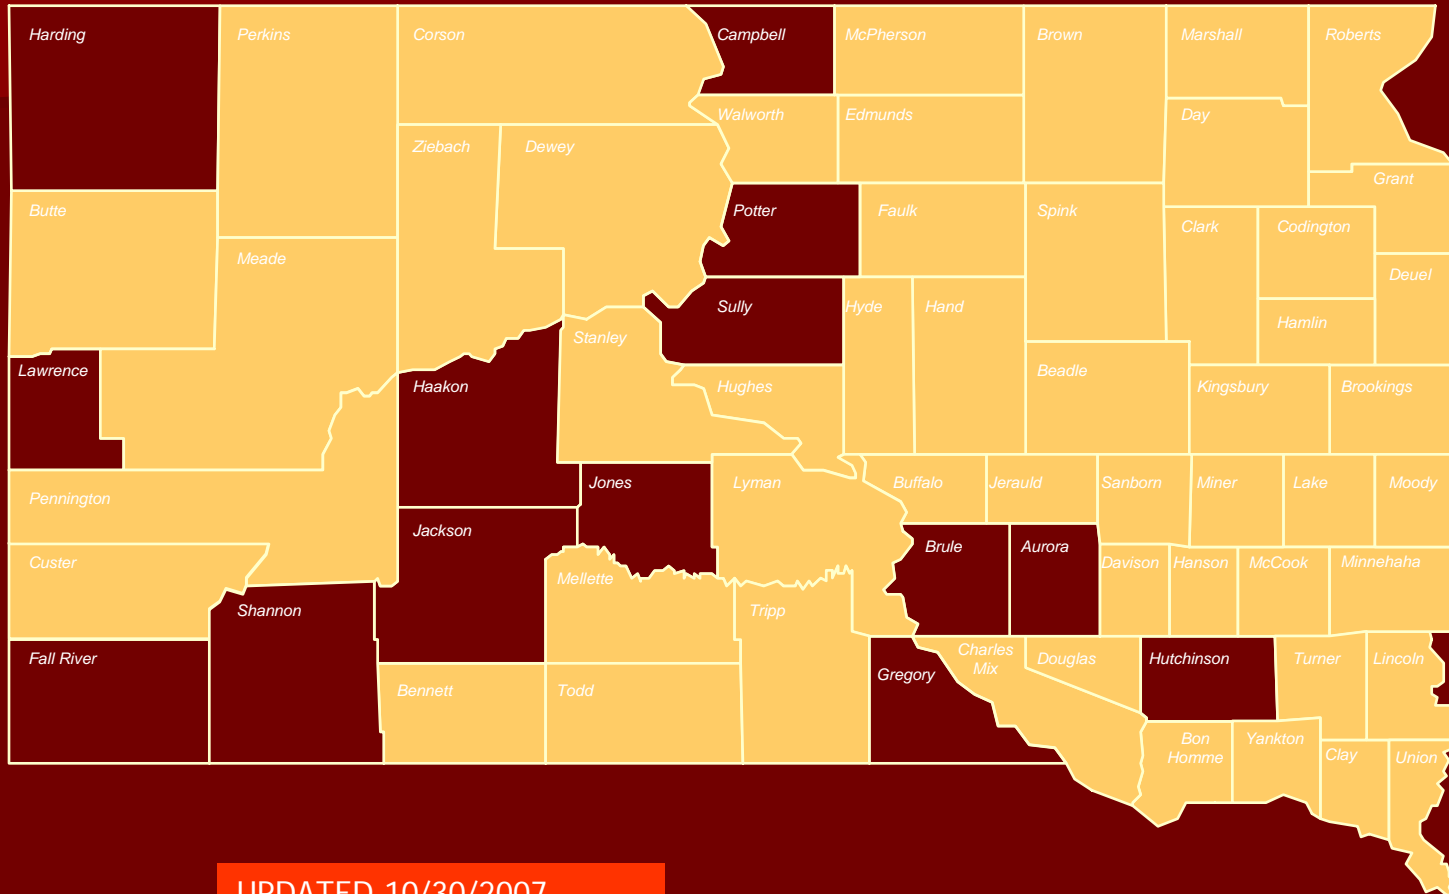 Harding
Perkins
Corson
Campbell
McPherson
Brown
Marshall
Roberts
Walworth
Edmunds
Day
Ziebach
Dewey
Grant
Butte
Potter
Faulk
Spink
Clark
Codington
Meade
Deuel
Sully
Hyde
Hand
Hamlin
Stanley
Lawrence
Haakon
Hughes
Beadle
Kingsbury
Brookings
Pennington
Jones
Lyman
Buffalo
Jerauld
Sanborn
Miner
Lake
Moody
Jackson
Brule
Aurora
Custer
Mellette
Davison
Hanson
McCook
Minnehaha
Shannon
Tripp
Fall River
Charles
Mix
Douglas
Hutchinson
Turner
Lincoln
Gregory
Bennett
Todd
Bon
Homme
Yankton
Clay
Union
UPDATED 10/30/2007